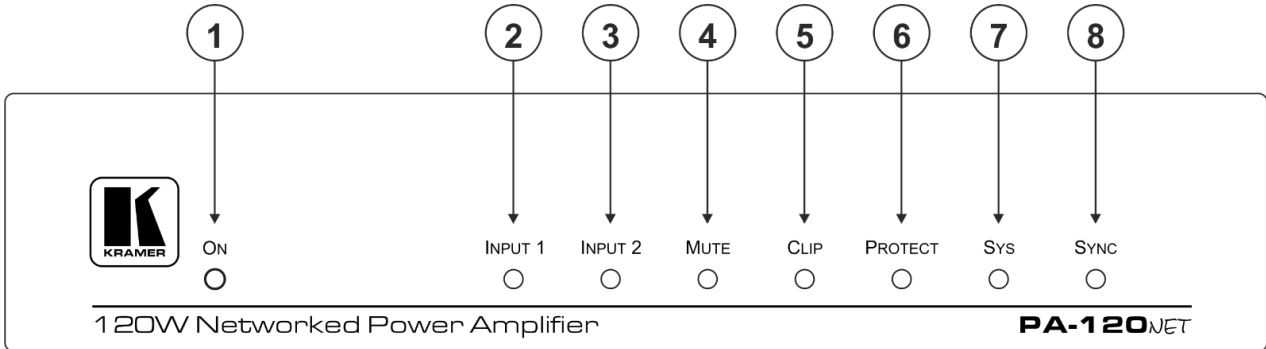 1 2 3 4 5 6 7 8
KRAMER
ON INPUT 1 INPUT 2 MUTE CLIP PROTECT SYS SYNC
120W Networked Power Amplifier PA-120NET